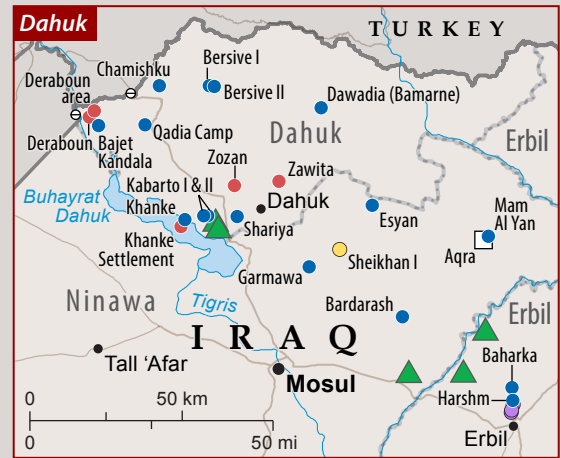 Dahuk
TURKEY
Chamishku
Bersive I
Bersive II
Deraboun
area
Dawadia (Bamarne)
Deraboun
Bajet
Kandala
Qadia Camp
Dahuk
Erbil
Zozan
Zawita
Buhayrat
Dahuk
Kabarto I & II
Khanke
Dahuk
Shariya
Esyan
Mam
Al Yan
Aqra
Khanke
Settlement
Garmawa
Sheikhan I
Ninawa
Tigris
Bardarash
Erbil
IRAQ
Tall 'Afar
Mosul
Baharka
Harshm
Erbil
0 50 km
0 50 mi